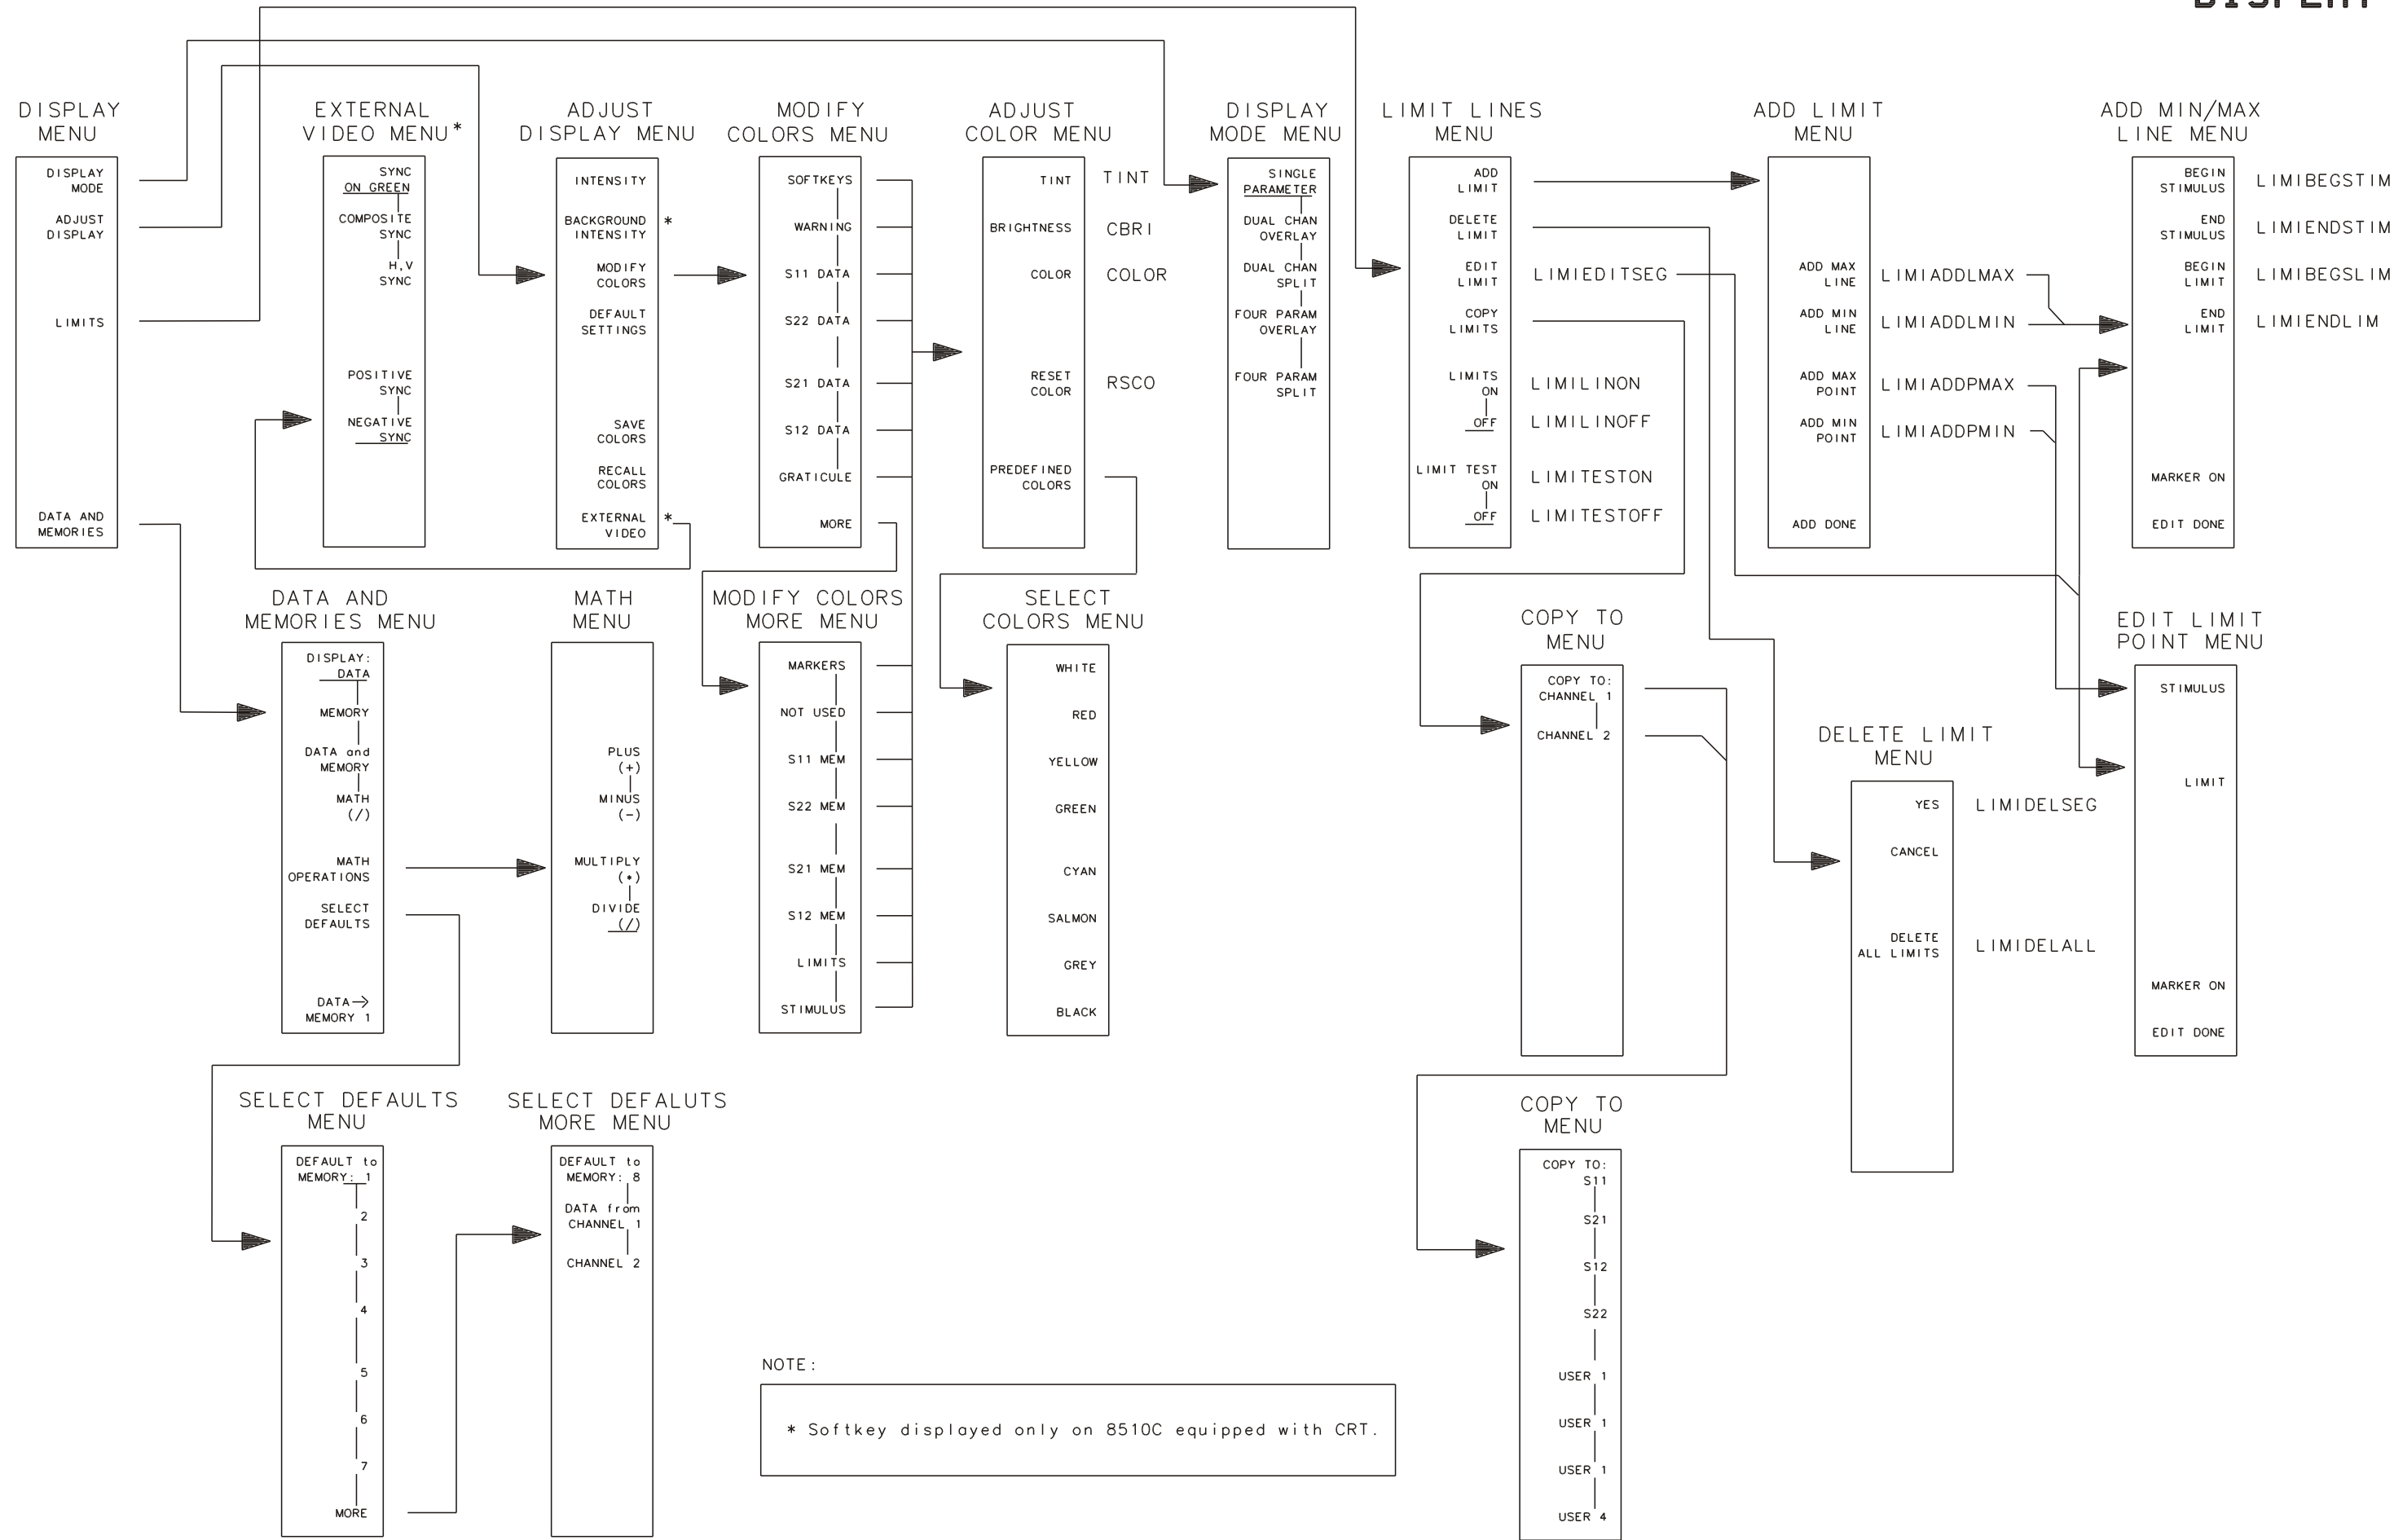 DISPLAY
DISPLAY
MENU
DISPLAY
MODE
ADJUST
DISPLAY
LIMITS
DATA AND
MEMORIES
EXTERNAL
VIDEO MENU*
SYNC
ON GREEN
COMPOSITE
SYNC
H,V
SYNC
POSITIVE
SYNC
NEGATIVE
SYNC
ADJUST
DISPLAY MENU
INTENSITY
BACKGROUND *
INTENSITY
MODIFY
COLORS
DEFAULT
SETTINGS
SAVE
COLORS
RECALL
COLORS
EXTERNAL *
VIDEO
MODIFY
COLORS MENU
SOFTKEYS
WARNING
S11 DATA
S22 DATA
S21 DATA
S12 DATA
GRATICULE
MORE
ADJUST
COLOR MENU
TINT TINT
BRIGHTNESS CBRI
COLOR COLOR
RESET
COLOR RSCO
PREDEFINED
COLORS
DISPLAY
MODE MENU
SINGLE
PARAMETER
DUAL CHAN
OVERLAY
DUAL CHAN
SPLIT
FOUR PARAM
OVERLAY
FOUR PARAM
SPLIT
LIMIT LINES
MENU
ADD
LIMIT
DELETE
LIMIT
EDIT
LIMIT LIMIEDITSEG
COPY
LIMITS
LIMITS
ON LIMILINON
OFF LIMILINOFF
LIMIT TEST
ON LIMITESTON
OFF LIMITESTOFF
ADD LIMIT
MENU
ADD MAX
LINE LIMIADDLMAX
ADD MIN
LINE LIMIADDLMIN
ADD MAX
POINT LIMIADDPMAX
ADD MIN
POINT LIMIADDPMIN
ADD DONE
ADD MIN/MAX
LINE MENU
BEGIN
STIMULUS LIMIBEGSTIM
END
STIMULUS LIMIENDSTIM
BEGIN
LIMIT LIMIBEGSLIM
END
LIMIT LIMIENDLIM
MARKER ON
EDIT DONE
DATA AND
MEMORIES MENU
DISPLAY:
DATA
MEMORY
DATA and
MEMORY
MATH
(/)
MATH
OPERATIONS
SELECT
DEFAULTS
DATA→
MEMORY 1
MATH
MENU
PLUS
(+)
MINUS
(-)
MULTIPLY
(*)
DIVIDE
(/)
MODIFY COLORS
MORE MENU
MARKERS
NOT USED
S11 MEM
S22 MEM
S21 MEM
S12 MEM
LIMITS
STIMULUS
SELECT
COLORS MENU
WHITE
RED
YELLOW
GREEN
CYAN
SALMON
GREY
BLACK
COPY TO
MENU
COPY TO:
CHANNEL 1
CHANNEL 2
DELETE LIMIT
MENU
YES LIMIDELSEG
CANCEL
DELETE
ALL LIMITS LIMIDELALL
EDIT LIMIT
POINT MENU
STIMULUS
LIMIT
MARKER ON
EDIT DONE
SELECT DEFAULTS
MENU
DEFAULT to
MEMORY: 1
2
3
4
5
6
7
MORE
SELECT DEFALUTS
MORE MENU
DEFAULT to
MEMORY: 8
DATA from
CHANNEL 1
CHANNEL 2
COPY TO
MENU
COPY TO:
S11
S21
S12
S22
USER 1
USER 1
USER 1
USER 4
NOTE:
* Softkey displayed only on 8510C equipped with CRT.